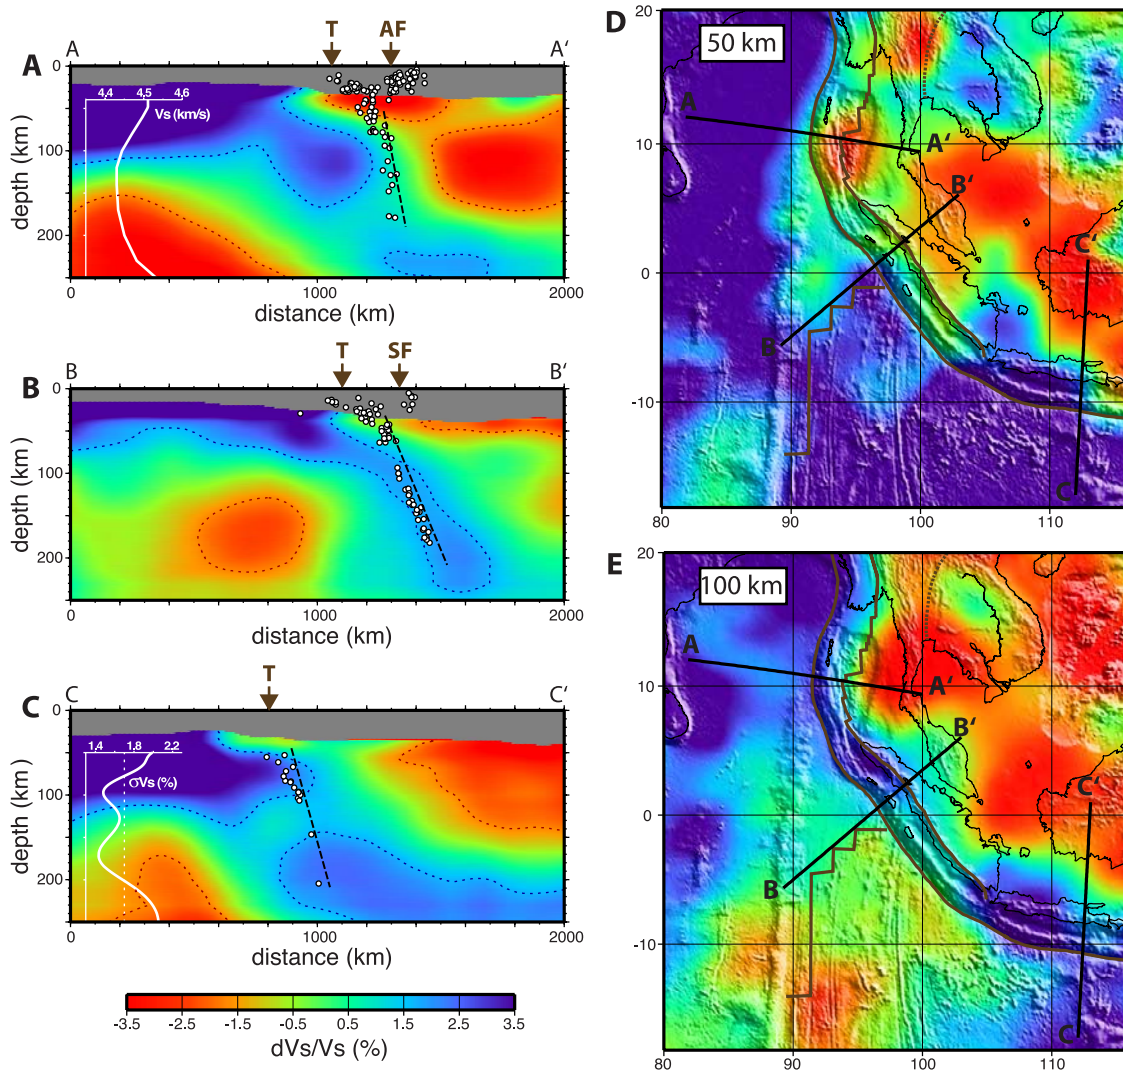 T AF
A A'
A
0
100
200
depth (km)
4,4 4,5 4,6
Vs (km/s)
0 1000 2000
distance (km)
T SF
B B'
B
0
100
200
depth (km)
0 1000 2000
distance (km)
T
C C'
C
0
100
200
depth (km)
1.4 1.8 2.2
σVs (%)
0 1000 2000
distance (km)
-3.5 -2.5 -1.5 -0.5 0.5 1.5 2.5 3.5
dVs/Vs (%)
D
50 km
20
10
0
-10
80 90 100 110
A A'
B B'
C C'
E
100 km
20
10
0
-10
80 90 100 110
A A'
B B'
C C'